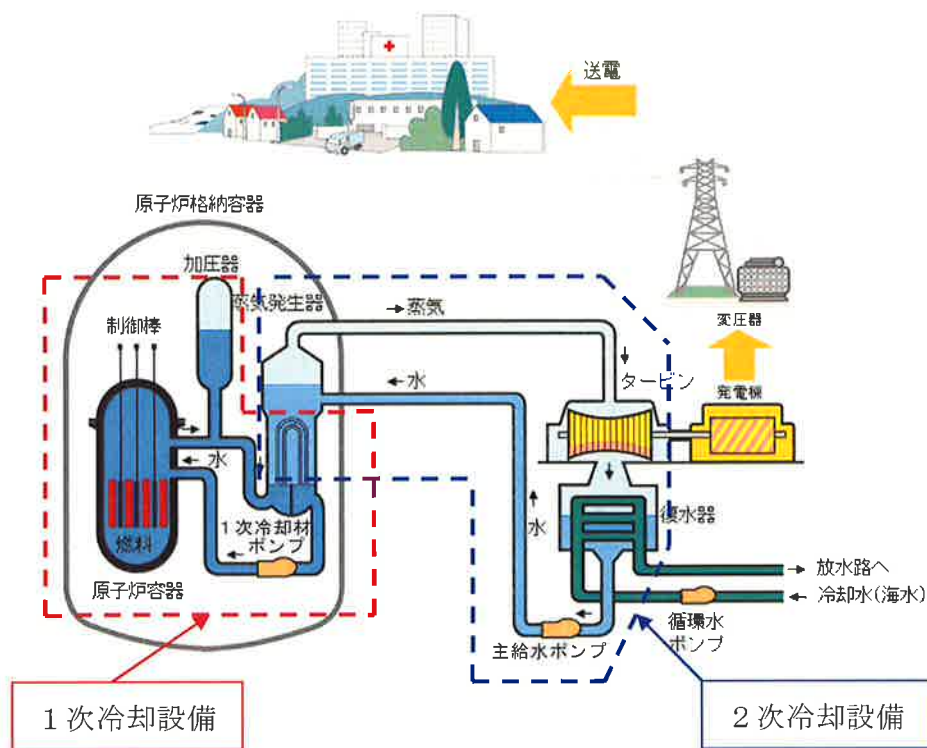 送電
原子炉格納容器
加圧器
蒸気発生器
→蒸気
変圧器
制御棒
←水
タービン
発電機
←水
水
復水器
1次冷却材
ポンプ
燃料
原子炉容器
→ 放水路へ
← 冷却水(海水)
循環水
ポンプ
主給水ポンプ
1次冷却設備
2次冷却設備